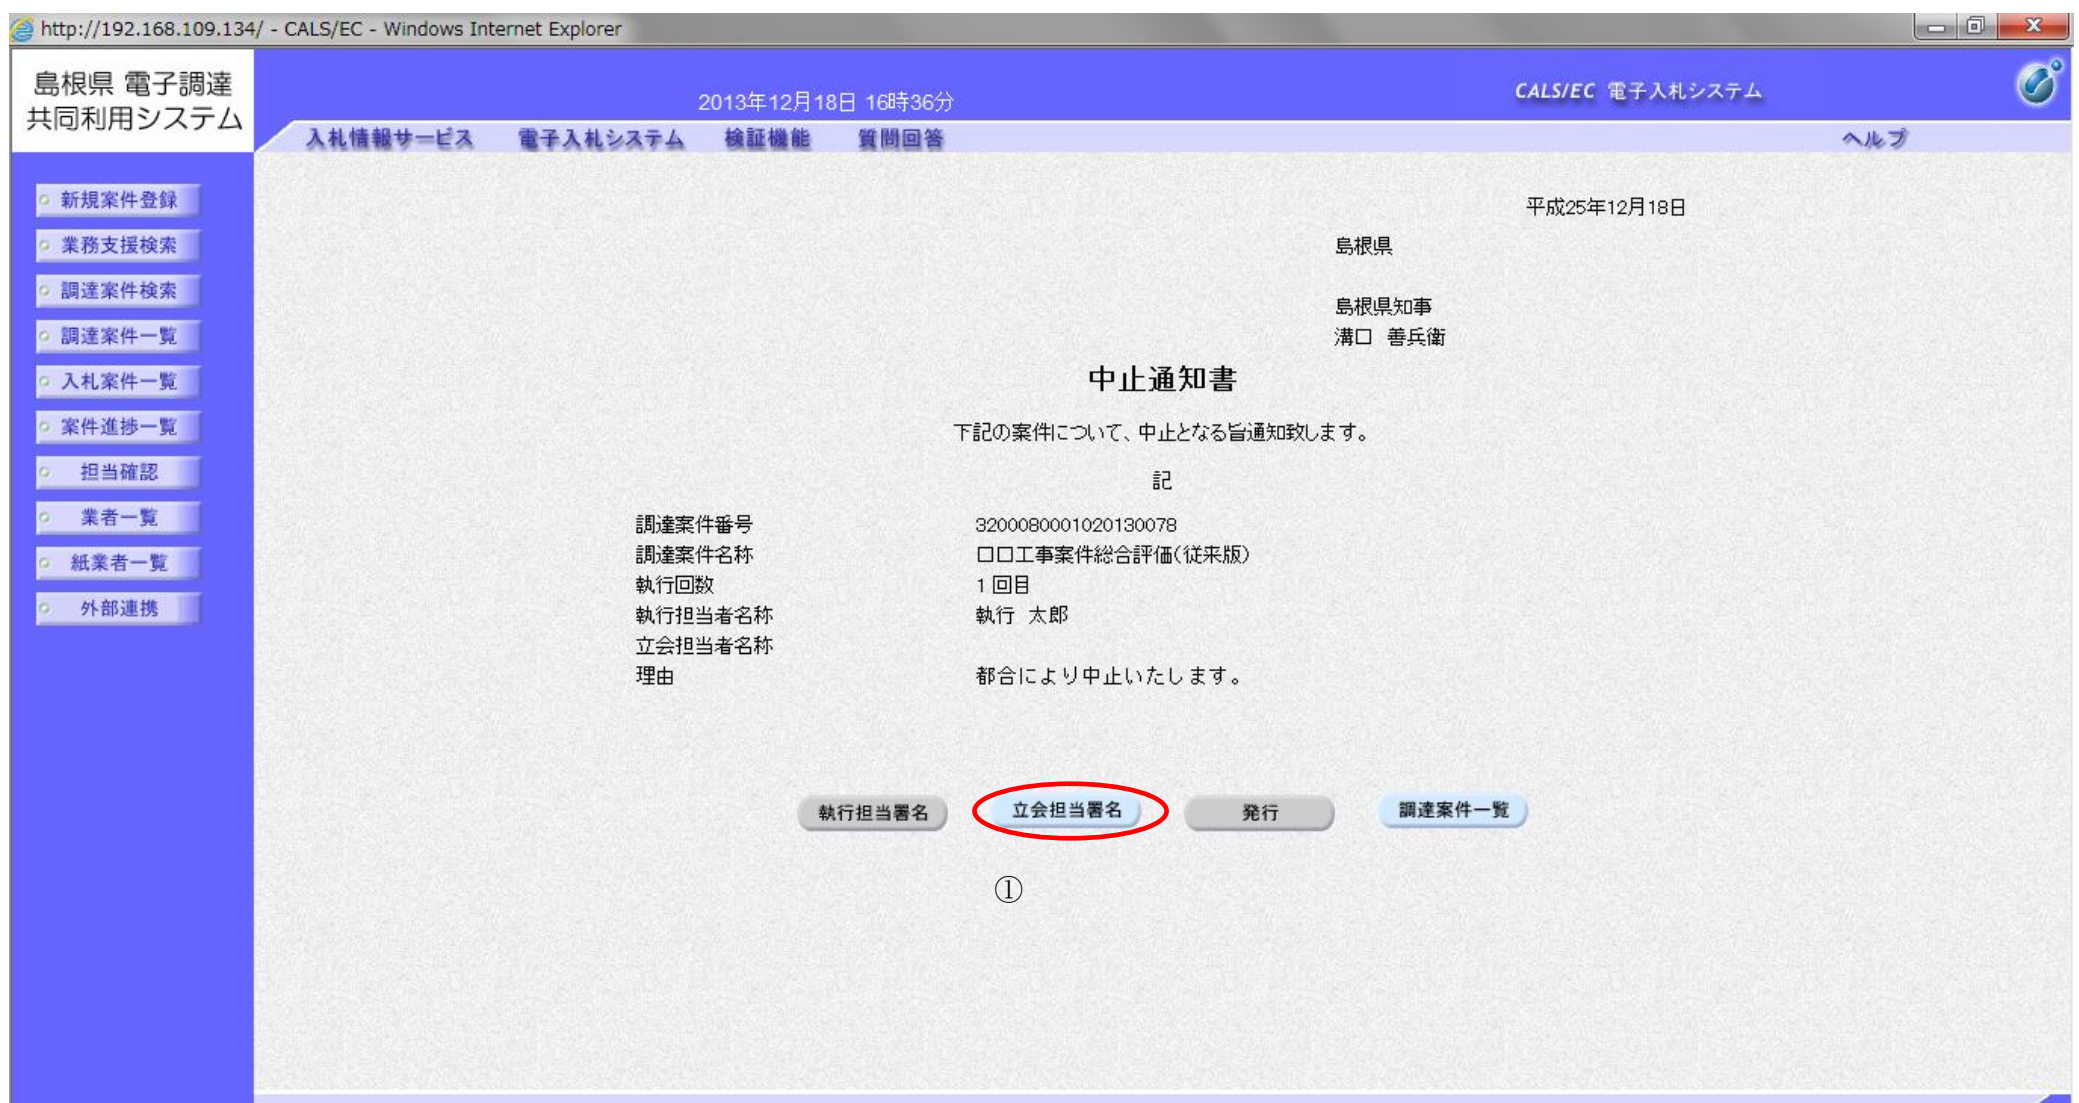 http://192.168.109.134/ - CALS/EC - Windows Internet Explorer
島根県 電子調達
共同利用システム
2013年12月18日 16時36分
CALS/EC 電子入札システム
入札情報サービス 電子入札システム 検証機能 質問回答 ヘルプ
新規案件登録
業務支援検索
調達案件検索
調達案件一覧
入札案件一覧
案件進捗一覧
担当確認
業者一覧
紙業者一覧
外部連携
平成25年12月18日
島根県
島根県知事
溝口 善兵衛
中止通知書
下記の案件について、中止となる旨通知致します。
記
調達案件番号 3200080001020130078
調達案件名称 口口工事案件総合評価(従来版)
執行回数 1回目
執行担当者名称 執行 太郎
立会担当者名称
理由 都合により中止いたします。
執行担当署名 立会担当署名 発行 調達案件一覧
①